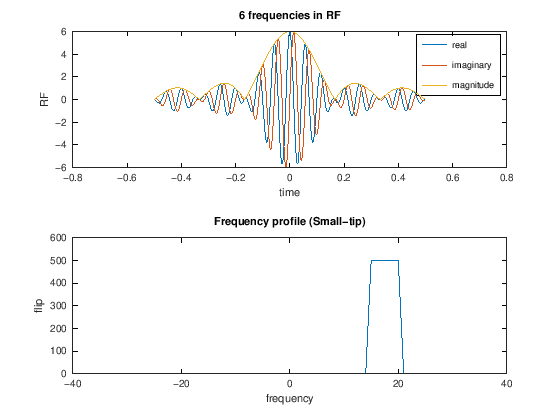 6 frequencies in RF
6
4
2
0
−2
−4
−6
RF
real
imaginary
magnitude
−0.8 −0.6 −0.4 −0.2 0 0.2 0.4 0.6 0.8
time
Frequency profile (Small−tip)
600
500
400
300
200
100
0
flip
−40 −20 0 20 40
frequency